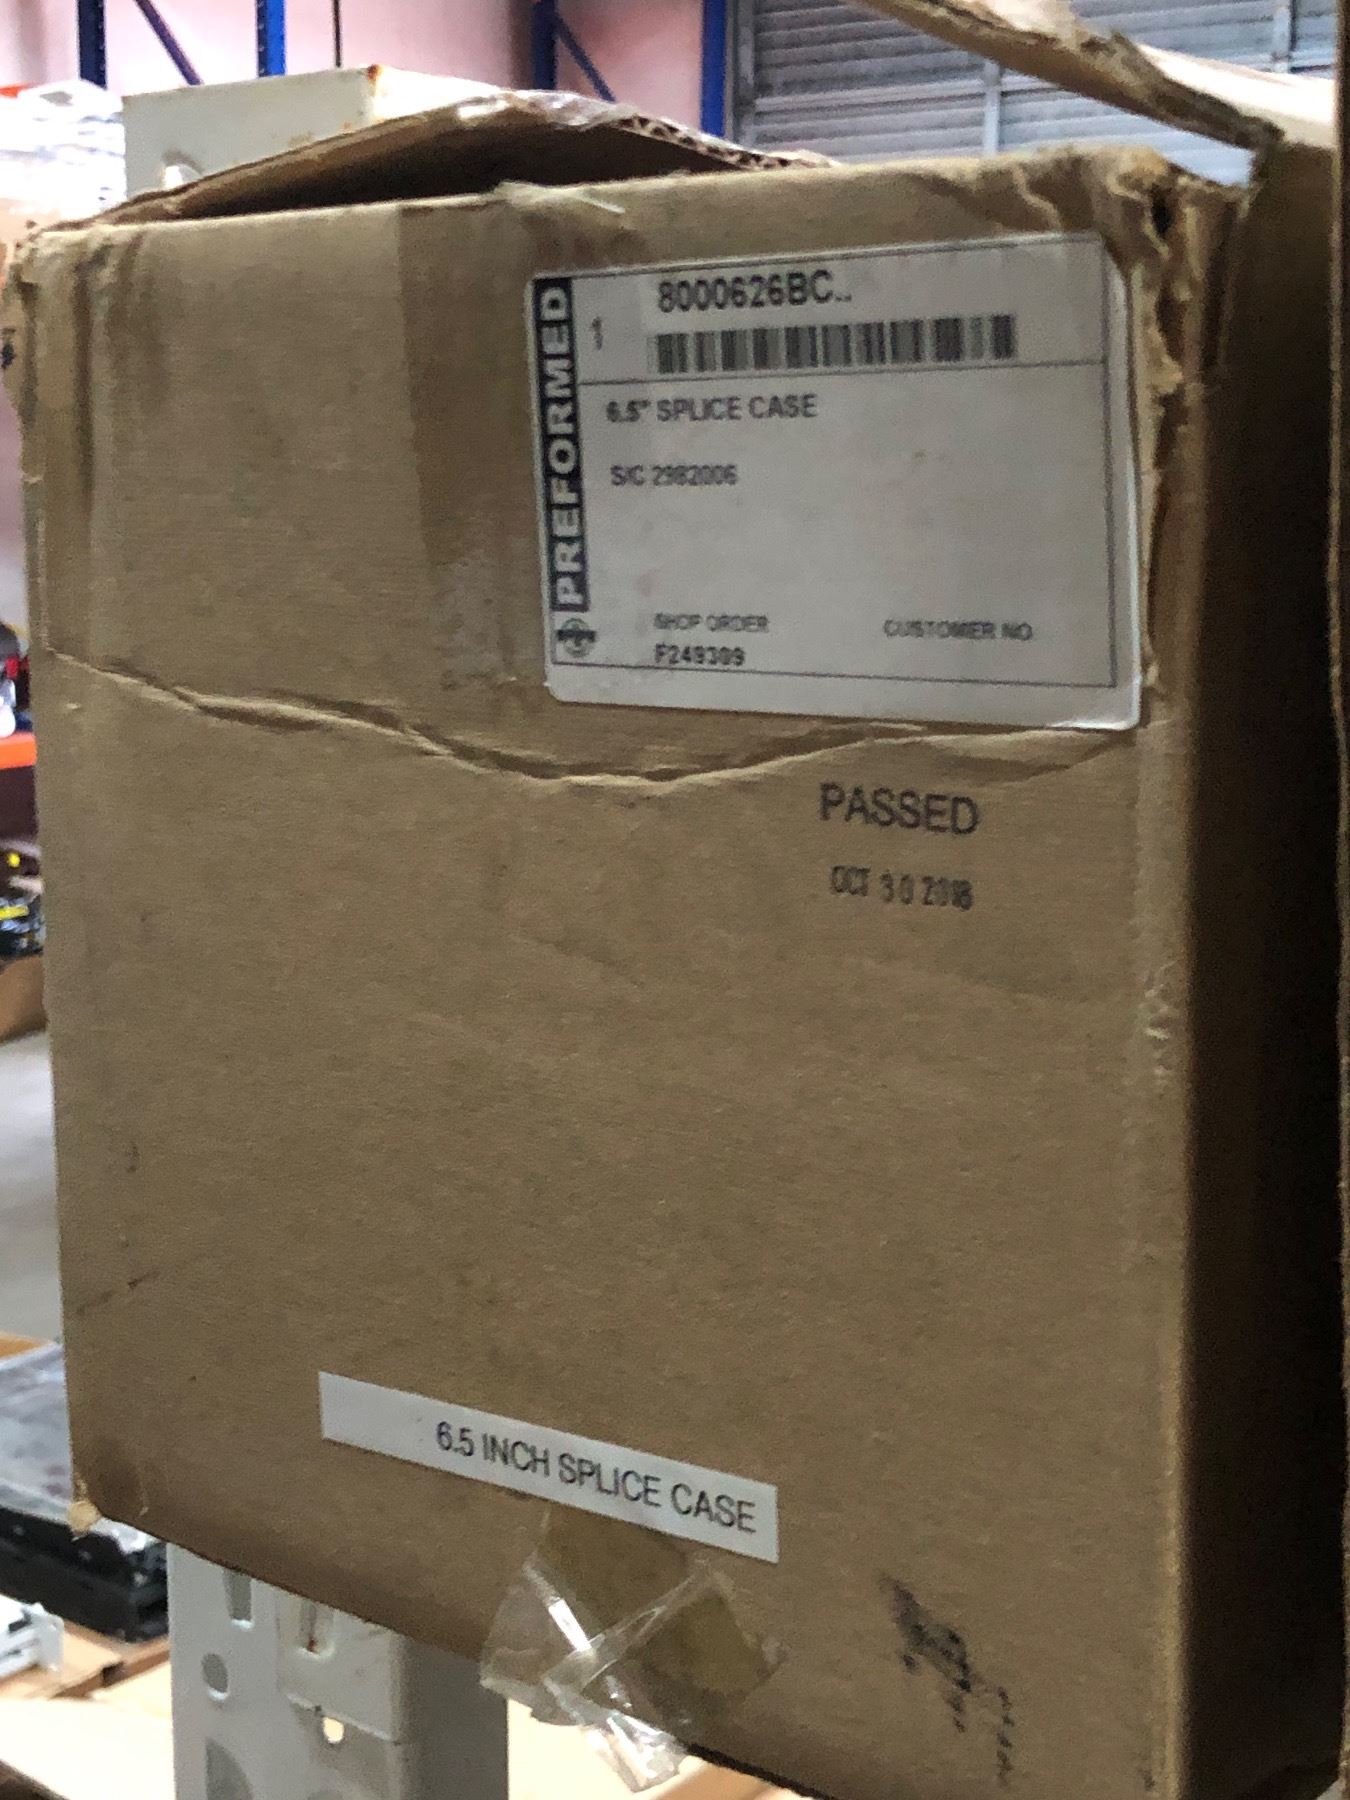 PREFORMED
1
8000626BC..
6.5" SPLICE CASE
S/C 2982006
SHOP ORDER
CUSTOMER NO.
F249309
PASSED
OCT 30 2018
6.5 INCH SPLICE CASE